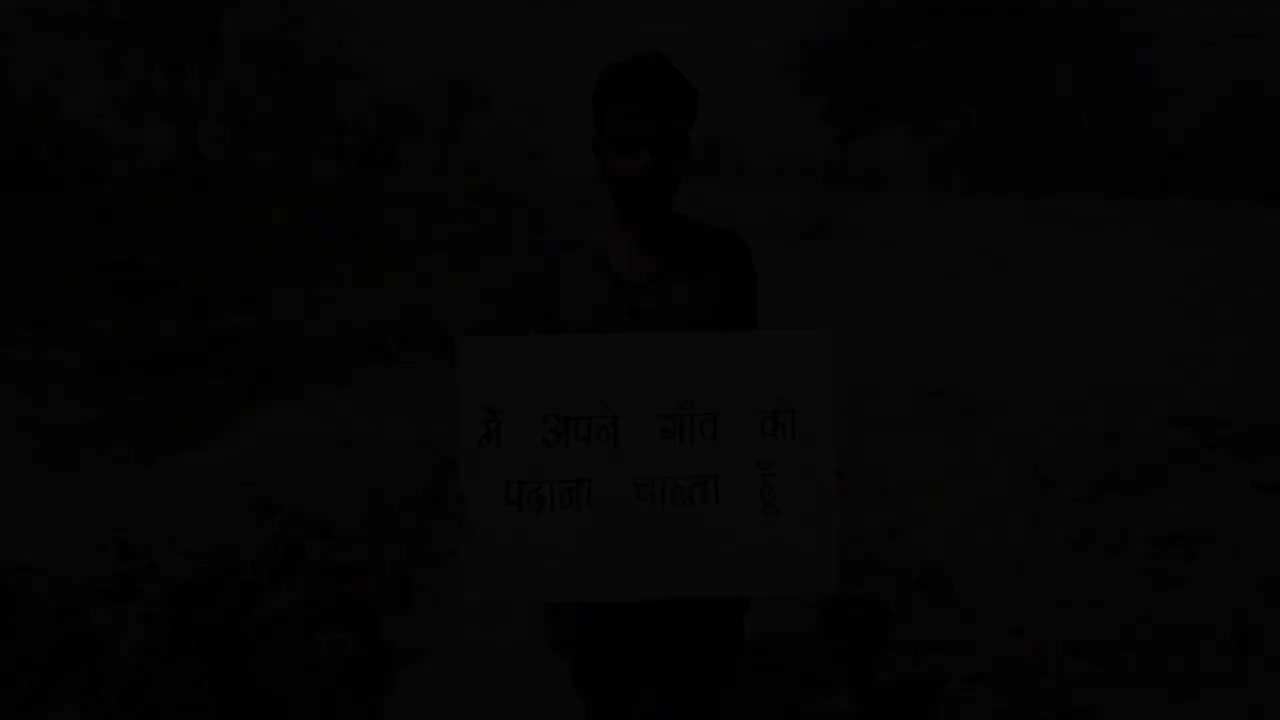 में अपने गाँव को
पढ़ाना चाहता हूँ